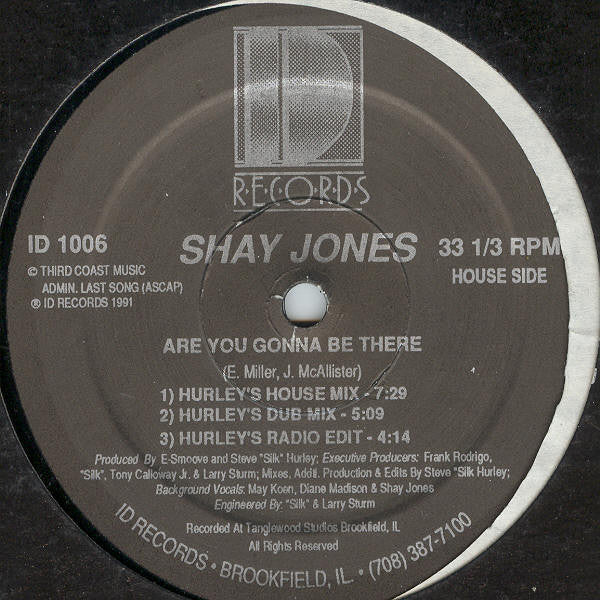 ID
R·E·C·O·R·D·S
ID 1006
SHAY JONES
33 1/3 RPM
© THIRD COAST MUSIC
ADMIN. LAST SONG (ASCAP)
℗ ID RECORDS 1991
HOUSE SIDE
ARE YOU GONNA BE THERE
(E. Miller, J. McAllister)
1) HURLEY'S HOUSE MIX - 7:29
2) HURLEY'S DUB MIX - 5:09
3) HURLEY'S RADIO EDIT - 4:14
Produced By E-Smoove and Steve "Silk" Hurley; Executive Producers: Frank Rodrigo,
"Silk", Tony Calloway Jr. & Larry Sturm; Mixes, Additl. Production & Edits By Steve "Silk" Hurley;
Background Vocals: May Koen, Diane Madison & Shay Jones
Engineered By: "Silk" & Larry Sturm
Recorded At Tanglewood Studios Brookfield, IL
All Rights Reserved
ID RECORDS • BROOKFIELD, IL • (708) 387-7100